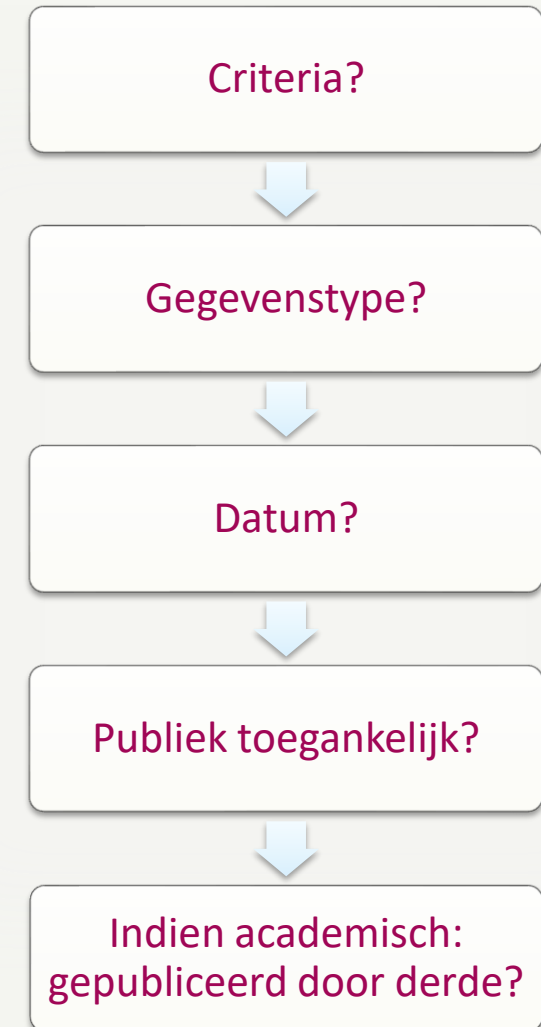 Criteria?
Gegevenstype?
Datum?
Publiek toegankelijk?
Indien academisch:
gepubliceerd door derde?